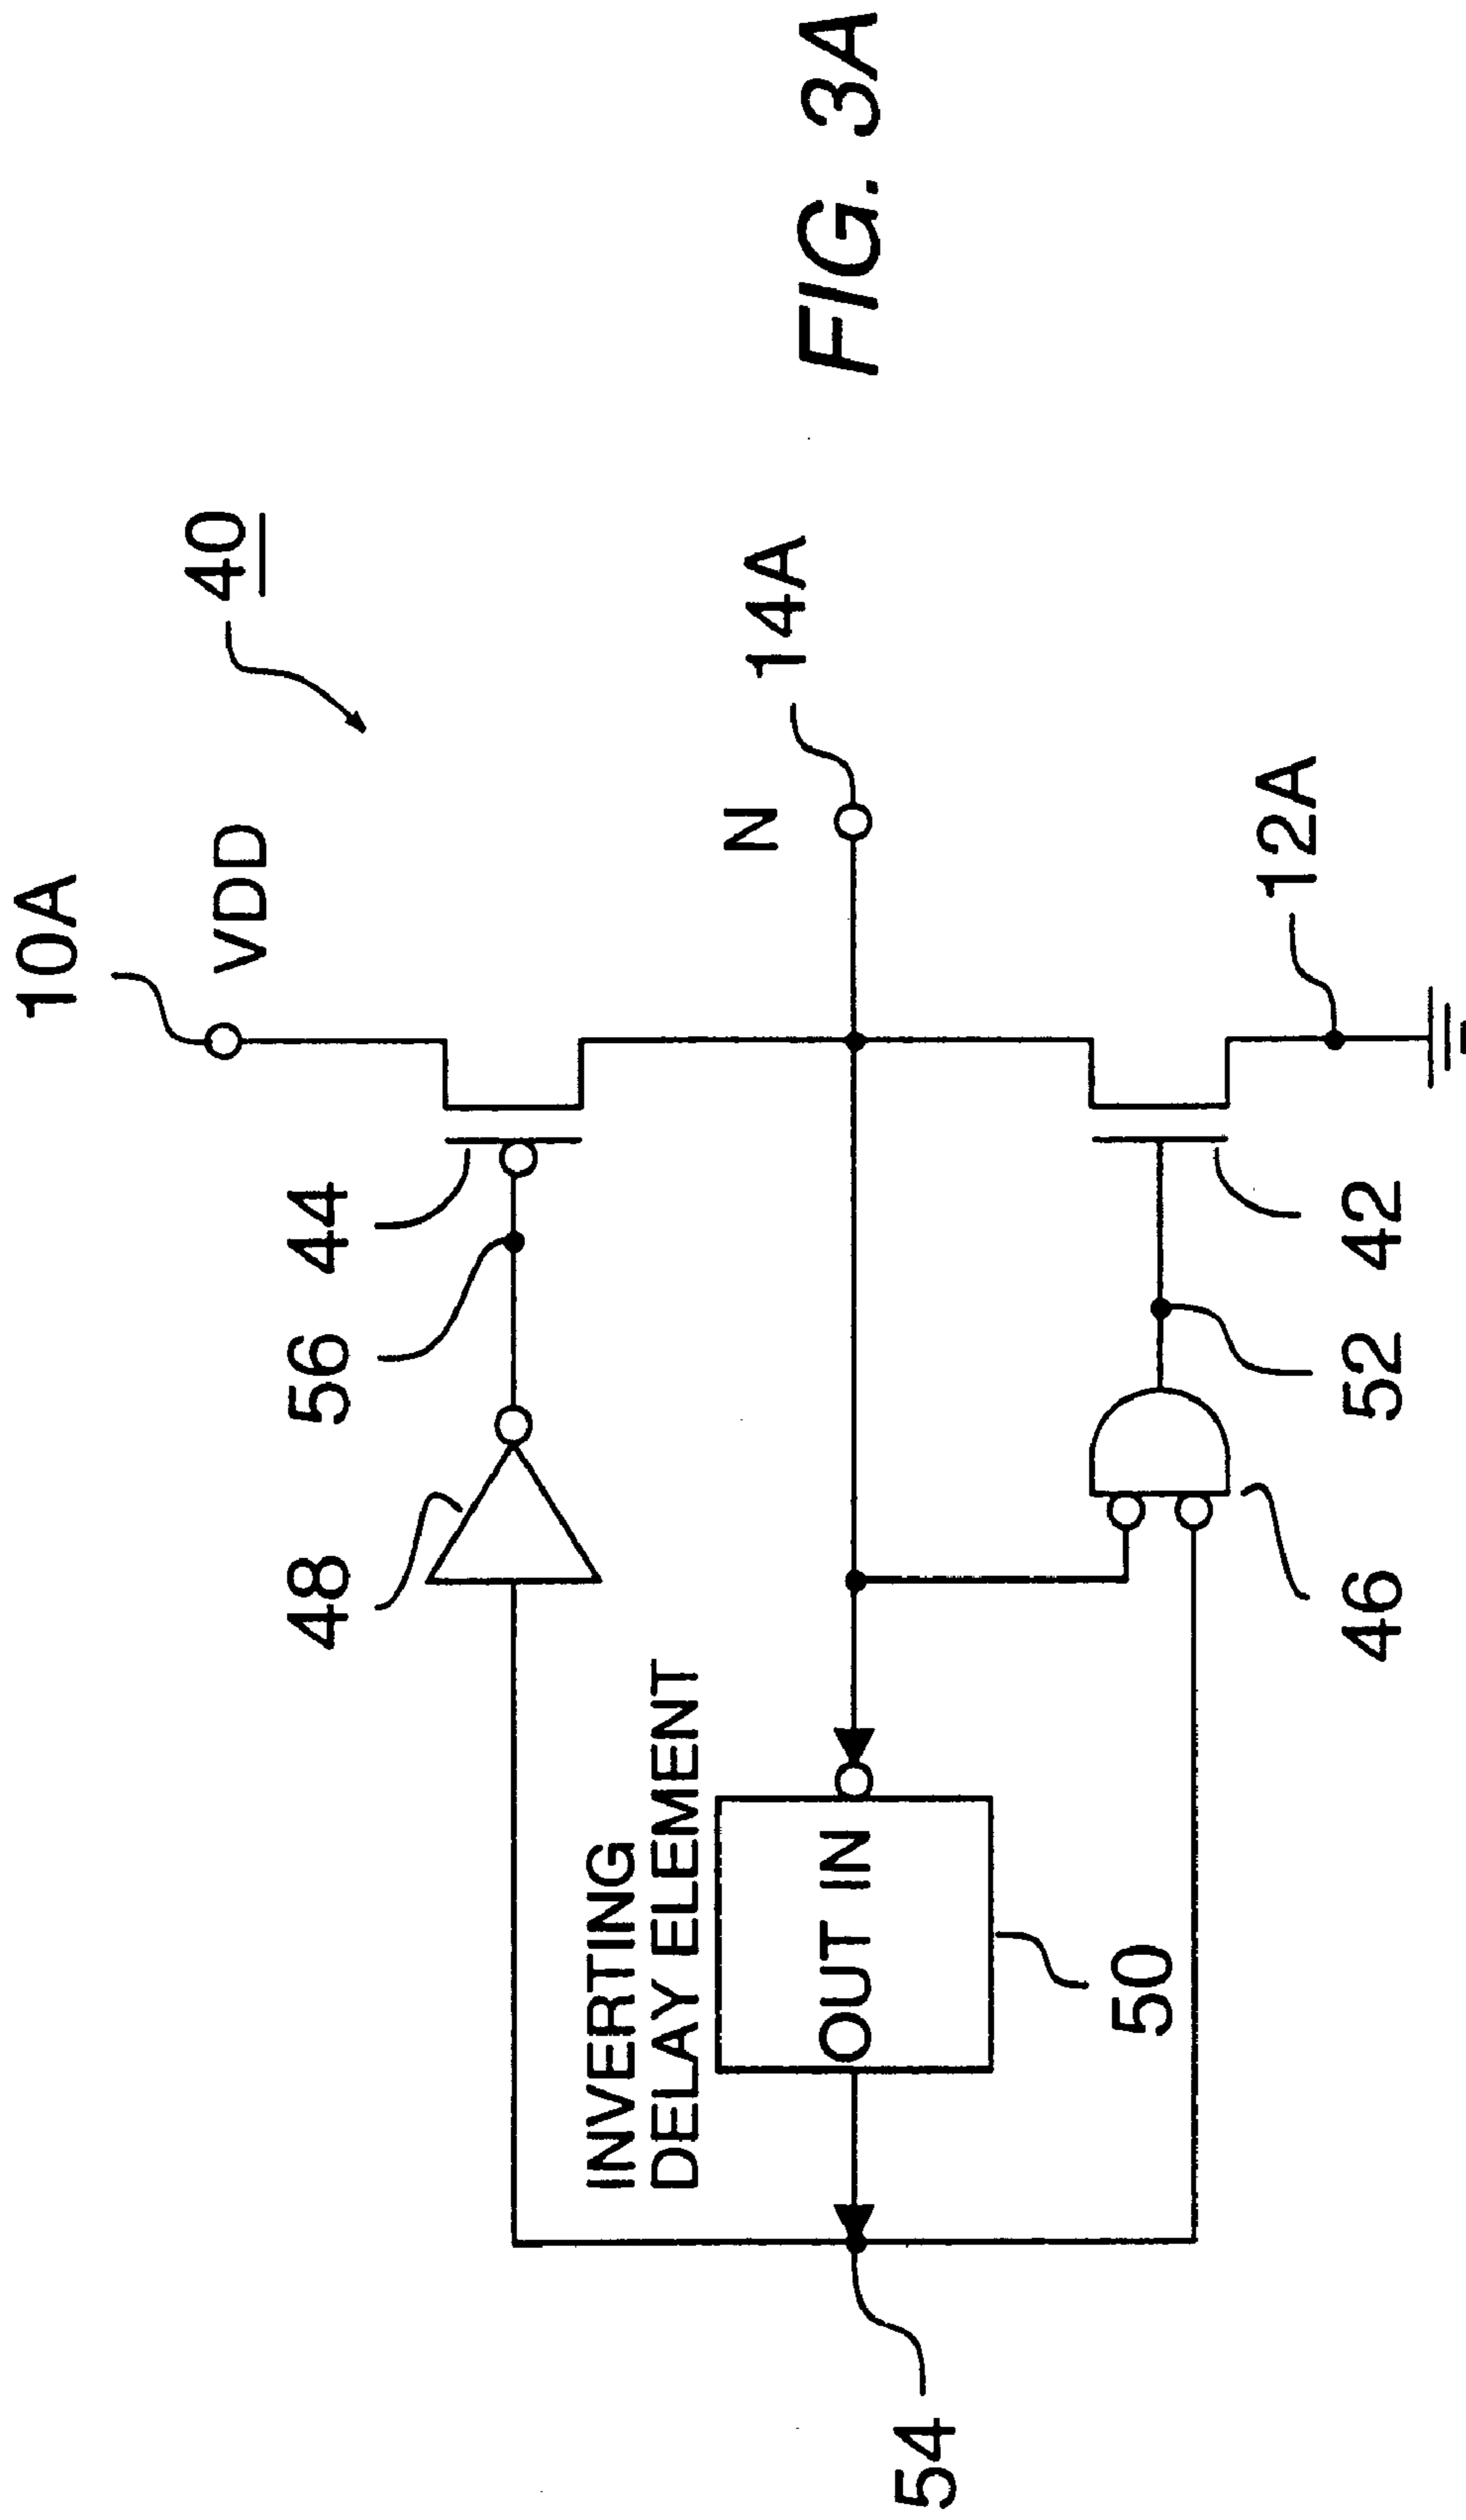 10A
VDD
40
44
56
48
N
14A
INVERTING
DELAY ELEMENT
OUT IN
50
54
12A
42
52
46
FIG. 3A